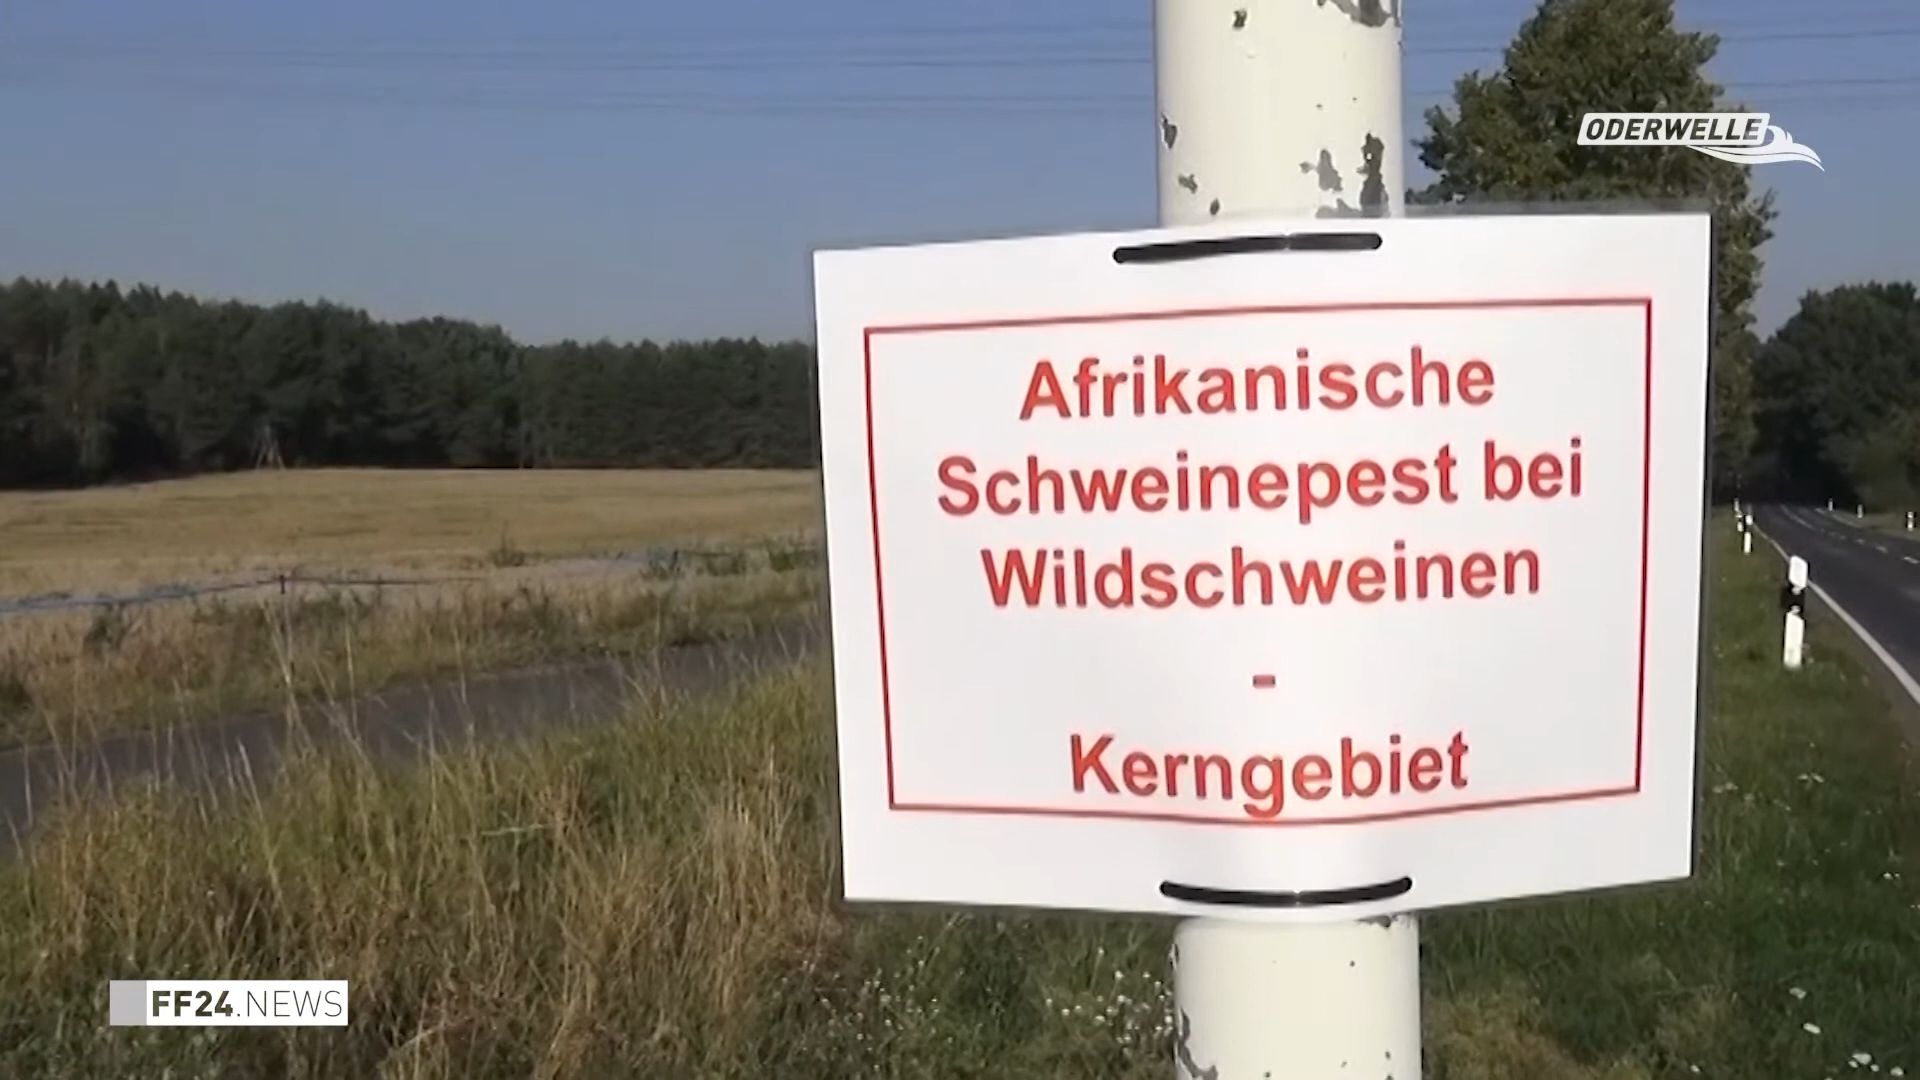 ODERWELLE
Afrikanische
Schweinepest bei
Wildschweinen
-
Kerngebiet
FF24.NEWS